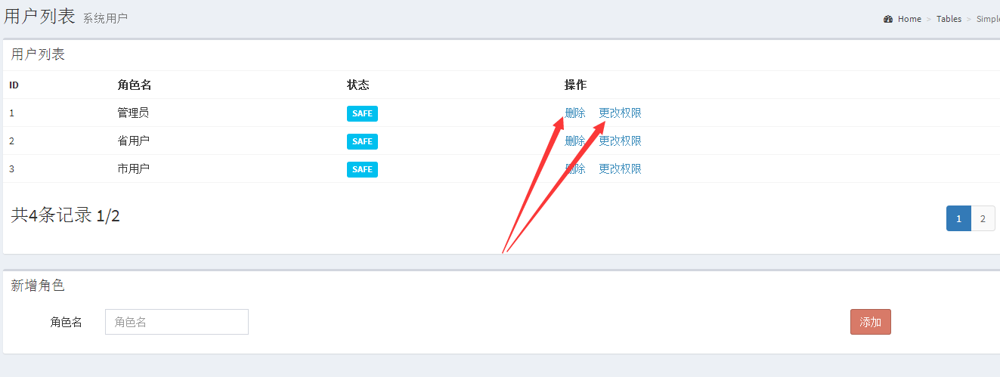 用户列表 系统用户
Home > Tables > Simple
用户列表
ID 角色名 状态 操作
1 管理员 SAFE 删除 更改权限
2 省用户 SAFE 删除 更改权限
3 市用户 SAFE 删除 更改权限
共4条记录 1/2
1 2
新增角色
角色名 角色名 添加